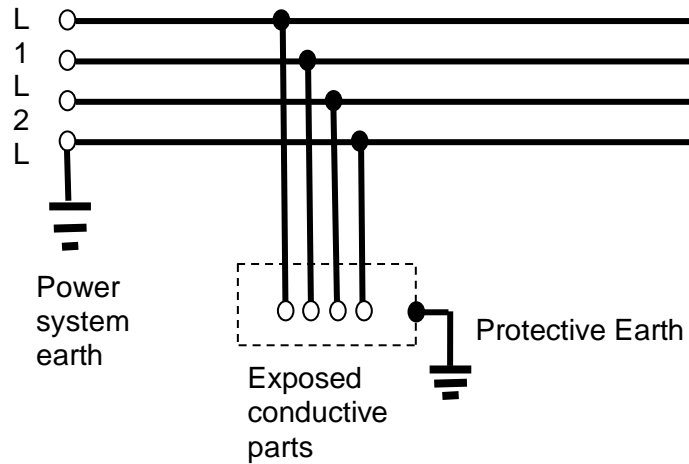 L
1
L
2
L
Power
system
earth
Protective Earth
Exposed
conductive
parts